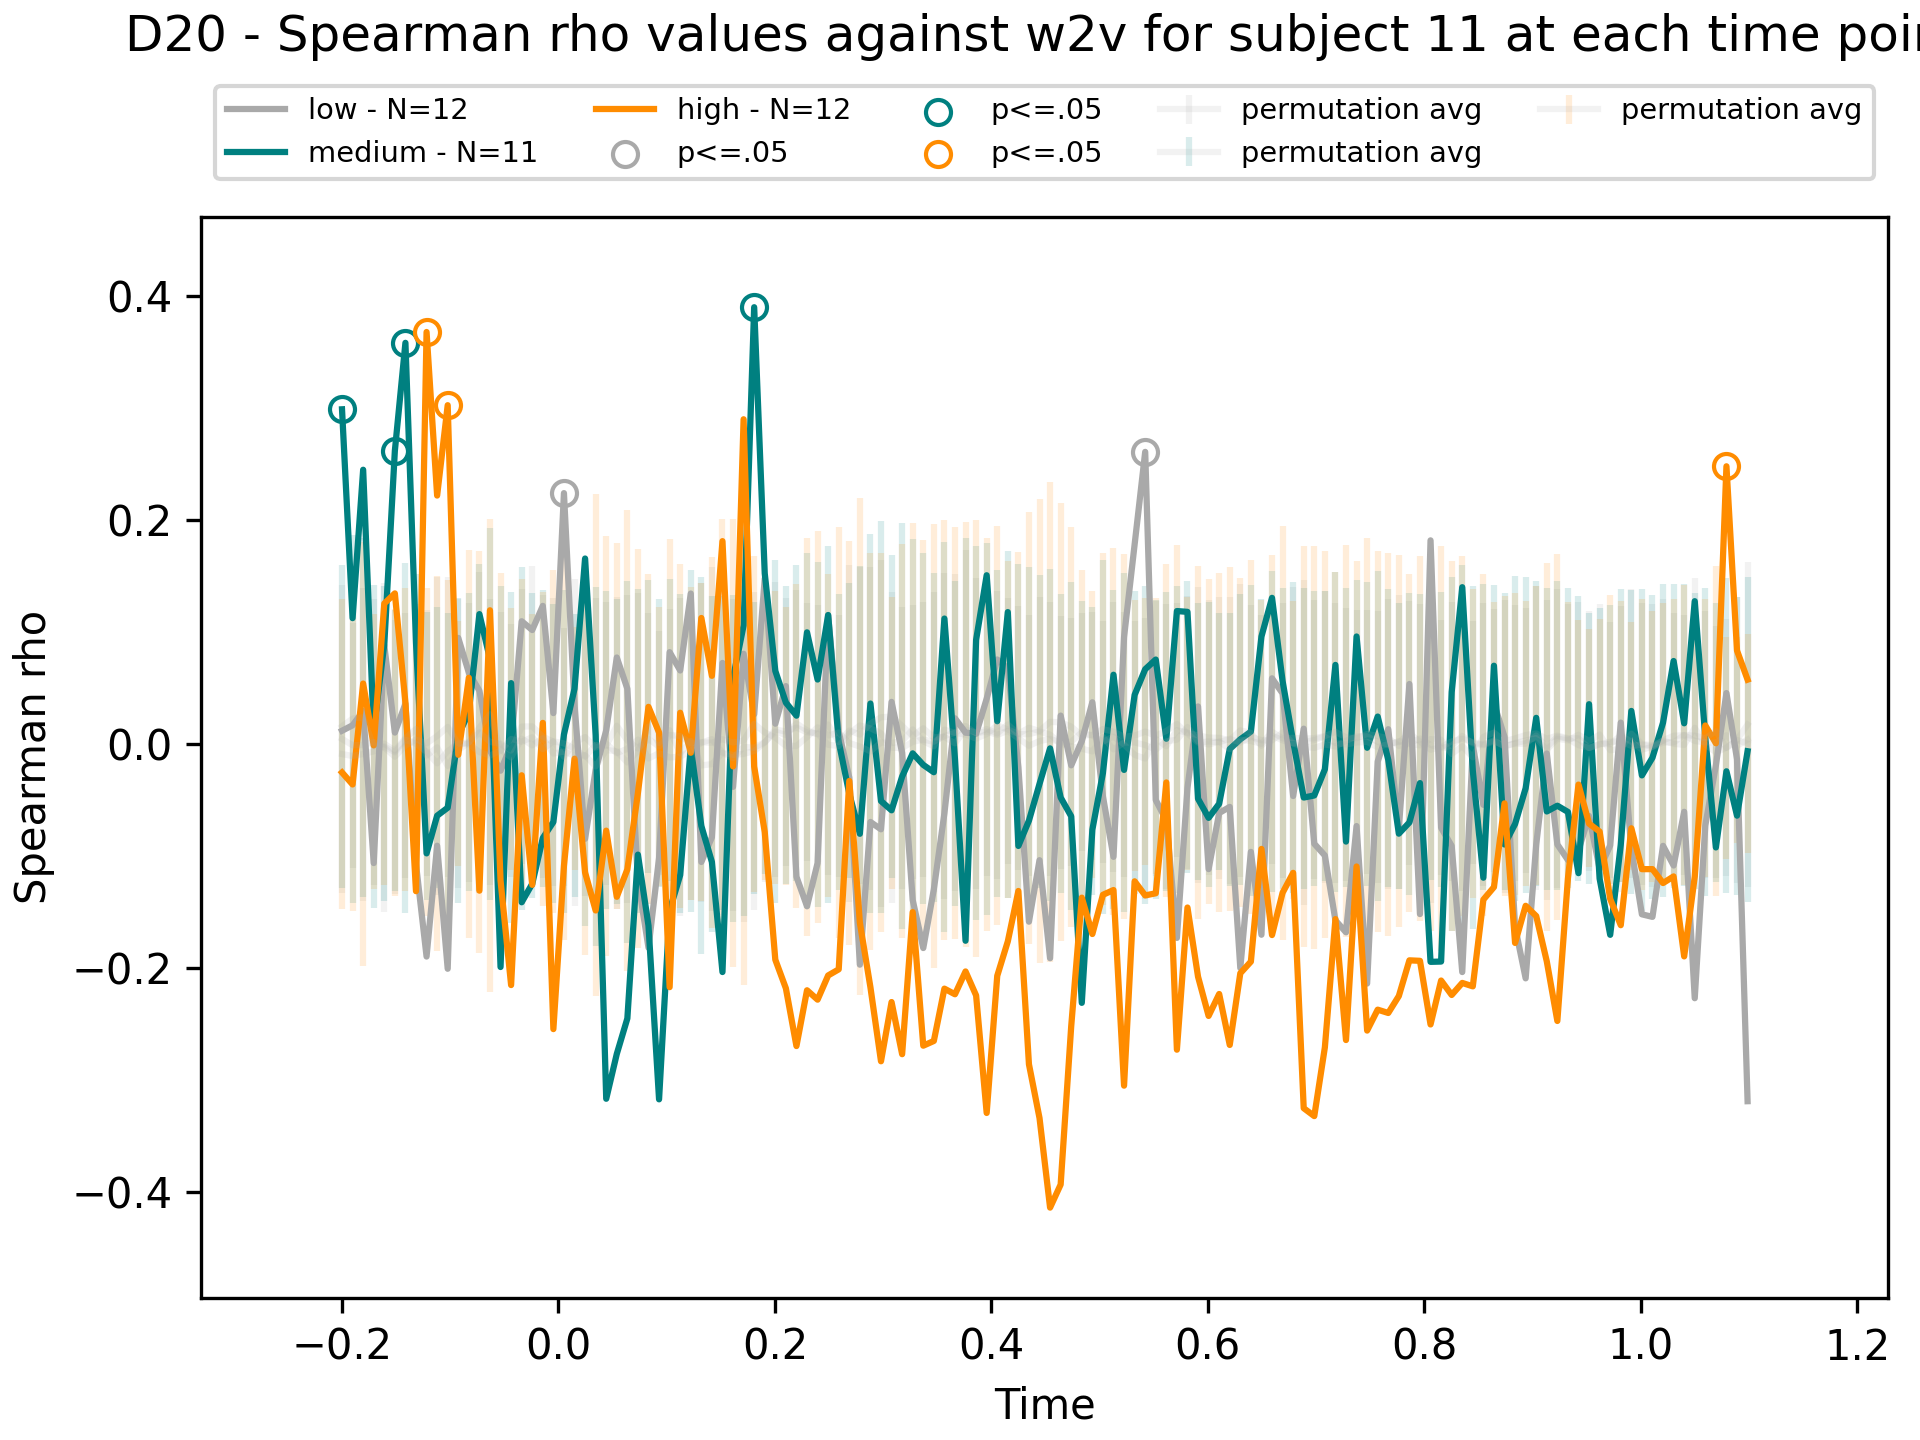 D20 - Spearman rho values against w2v for subject 11 at each time poi
low - N=12
medium - N=11
high - N=12
p<=.05
p<=.05
p<=.05
permutation avg
permutation avg
permutation avg
Spearman rho
0.4
0.2
0.0
−0.2
−0.4
−0.2 0.0 0.2 0.4 0.6 0.8 1.0 1.2
Time